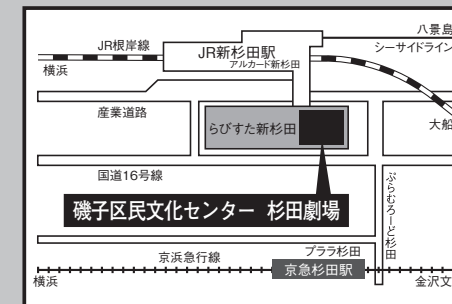 八景島
JR根岸線
JR新杉田駅
アルカード新杉田
シーサイドライン
横浜
産業道路
らびすた新杉田
大船
国道16号線
ぷらむろーど杉田
磯子区民文化センター 杉田劇場
京浜急行線
プララ杉田
京急杉田駅
横浜
金沢文